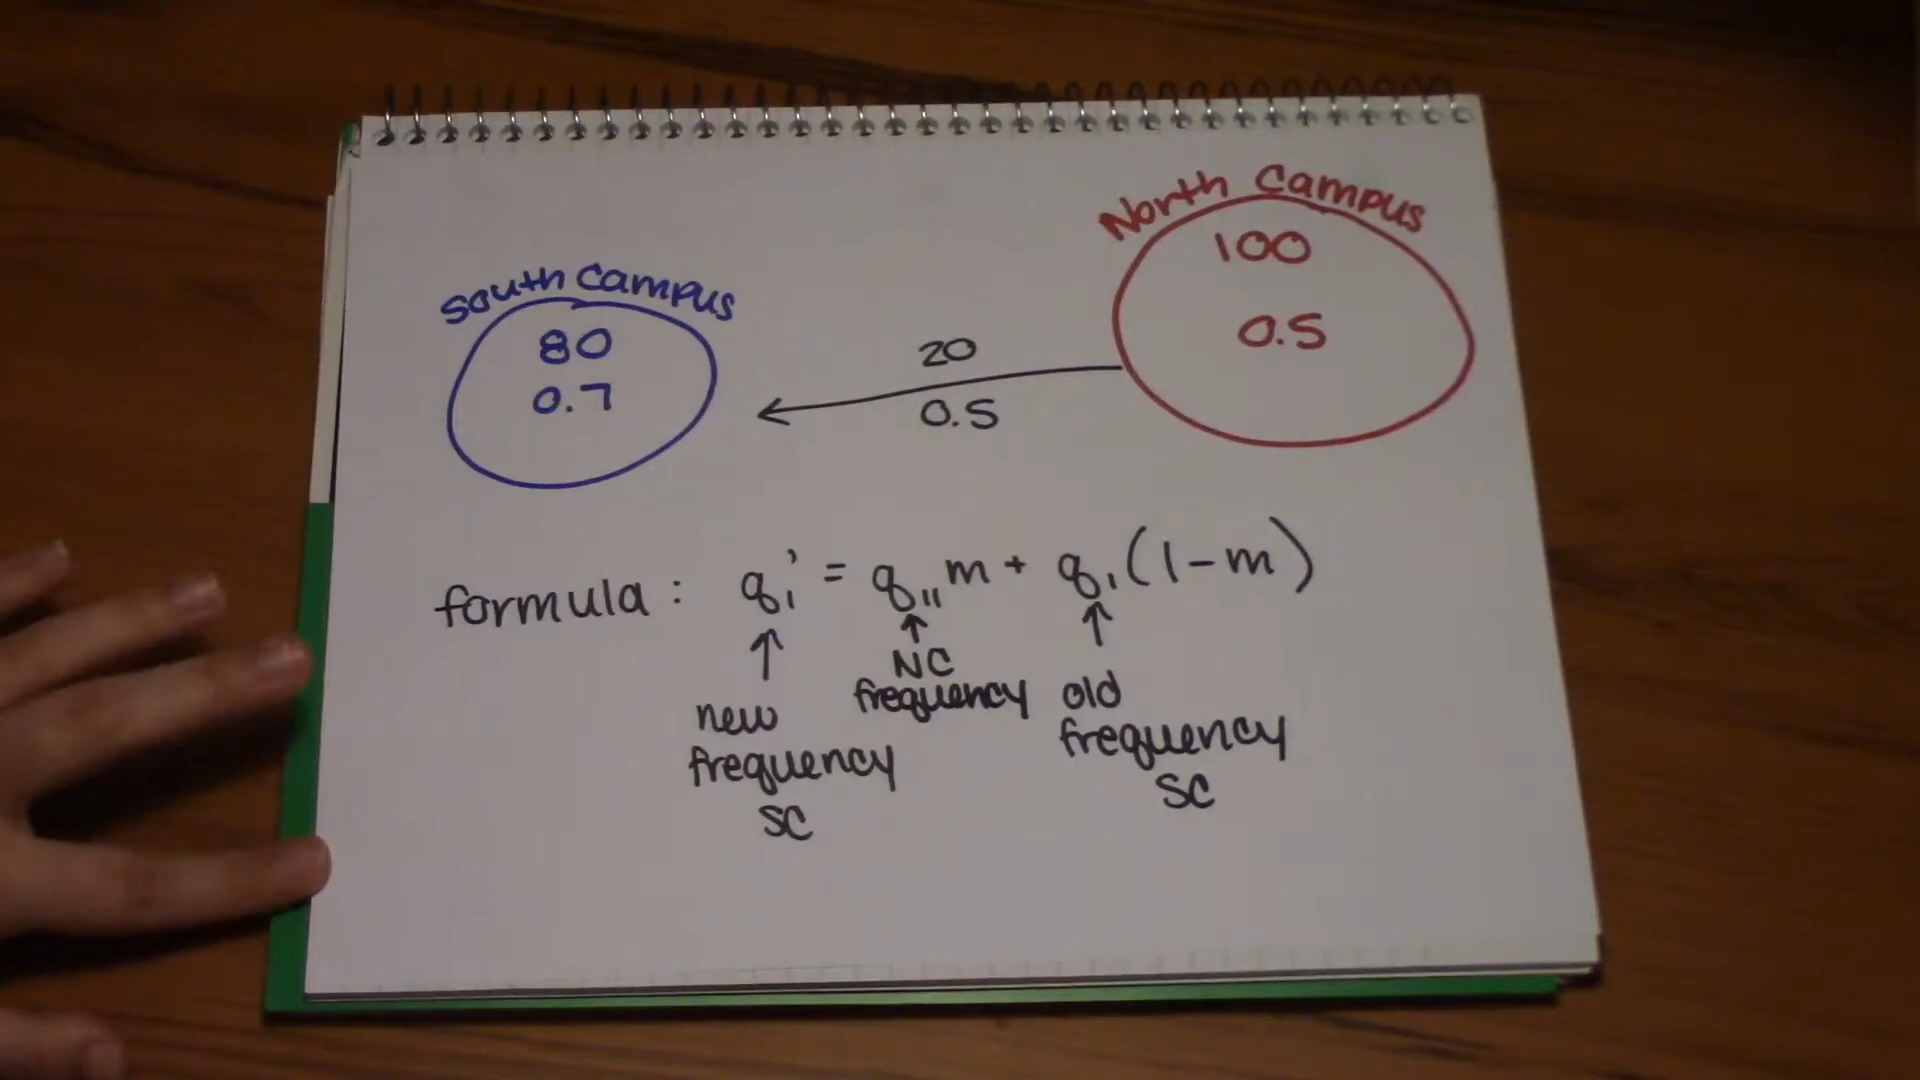 North Campus
100
0.5
South Campus
80
0.7
20
0.5
formula: q₁' = q₁₁m + q₁(1-m)
↑ ↑ ↑
new frequency SC
NC frequency
old frequency SC